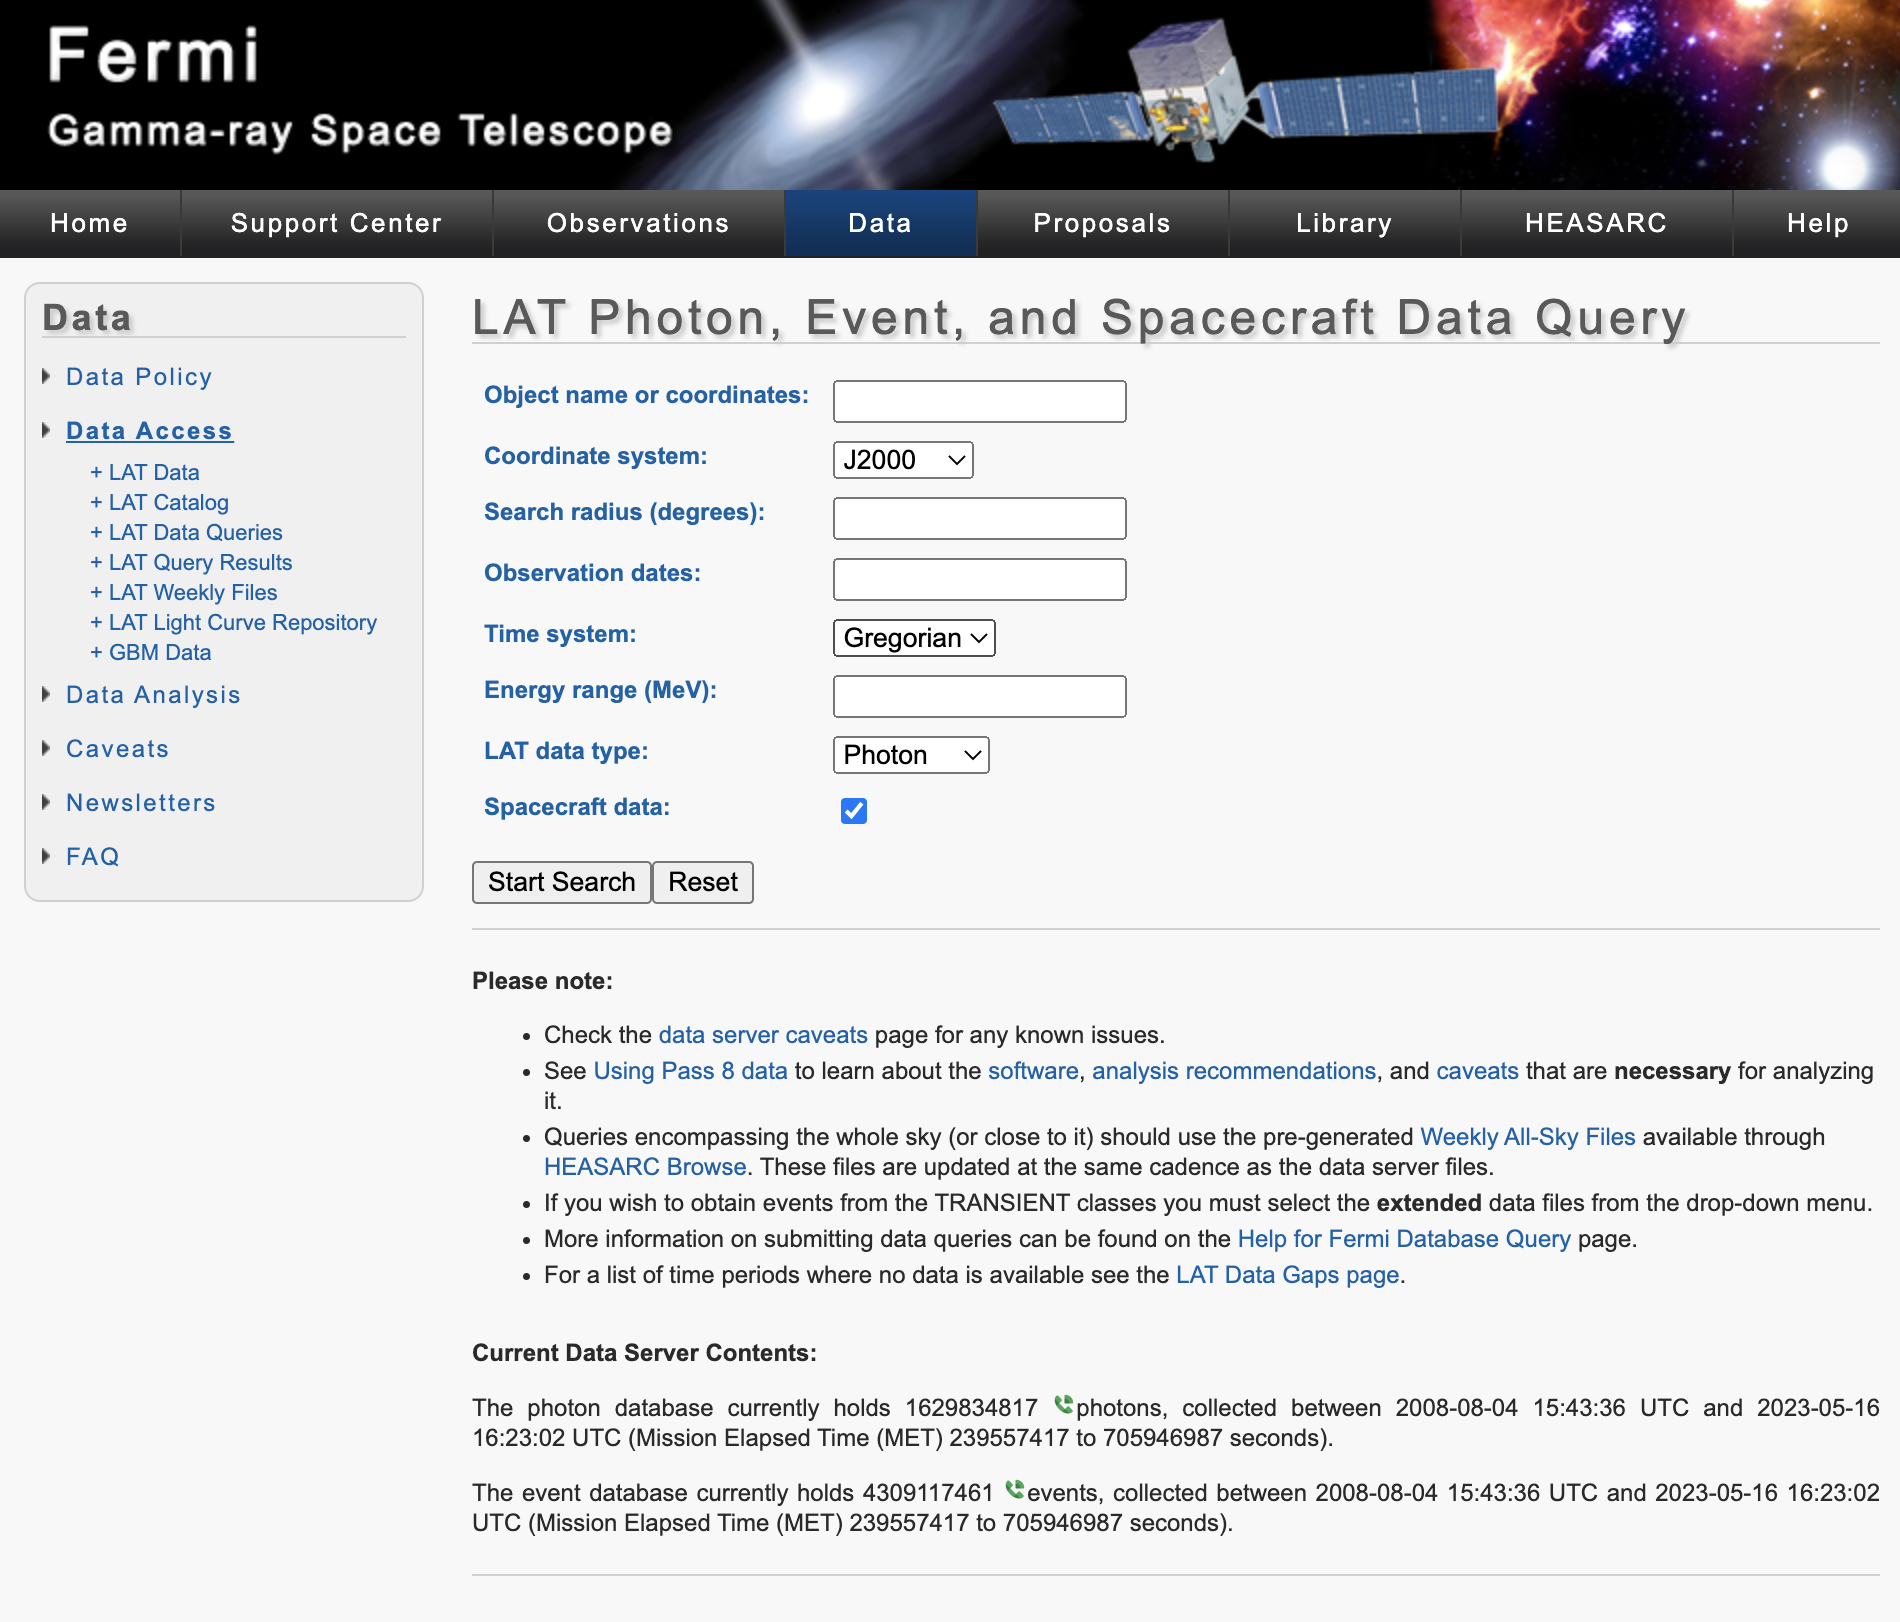 Fermi
Gamma-ray Space Telescope
Home Support Center Observations Data Proposals Library HEASARC Help
Data
Data Policy
Data Access
+ LAT Data
+ LAT Catalog
+ LAT Data Queries
+ LAT Query Results
+ LAT Weekly Files
+ LAT Light Curve Repository
+ GBM Data
Data Analysis
Caveats
Newsletters
FAQ
LAT Photon, Event, and Spacecraft Data Query
Object name or coordinates:
Coordinate system: J2000
Search radius (degrees):
Observation dates:
Time system: Gregorian
Energy range (MeV):
LAT data type: Photon
Spacecraft data:
Start Search Reset
Please note:
• Check the data server caveats page for any known issues.
• See Using Pass 8 data to learn about the software, analysis recommendations, and caveats that are necessary for analyzing
it.
• Queries encompassing the whole sky (or close to it) should use the pre-generated Weekly All-Sky Files available through
HEASARC Browse. These files are updated at the same cadence as the data server files.
• If you wish to obtain events from the TRANSIENT classes you must select the extended data files from the drop-down menu.
• More information on submitting data queries can be found on the Help for Fermi Database Query page.
• For a list of time periods where no data is available see the LAT Data Gaps page.
Current Data Server Contents:
The photon database currently holds 1629834817 photons, collected between 2008-08-04 15:43:36 UTC and 2023-05-16
16:23:02 UTC (Mission Elapsed Time (MET) 239557417 to 705946987 seconds).
The event database currently holds 4309117461 events, collected between 2008-08-04 15:43:36 UTC and 2023-05-16 16:23:02
UTC (Mission Elapsed Time (MET) 239557417 to 705946987 seconds).